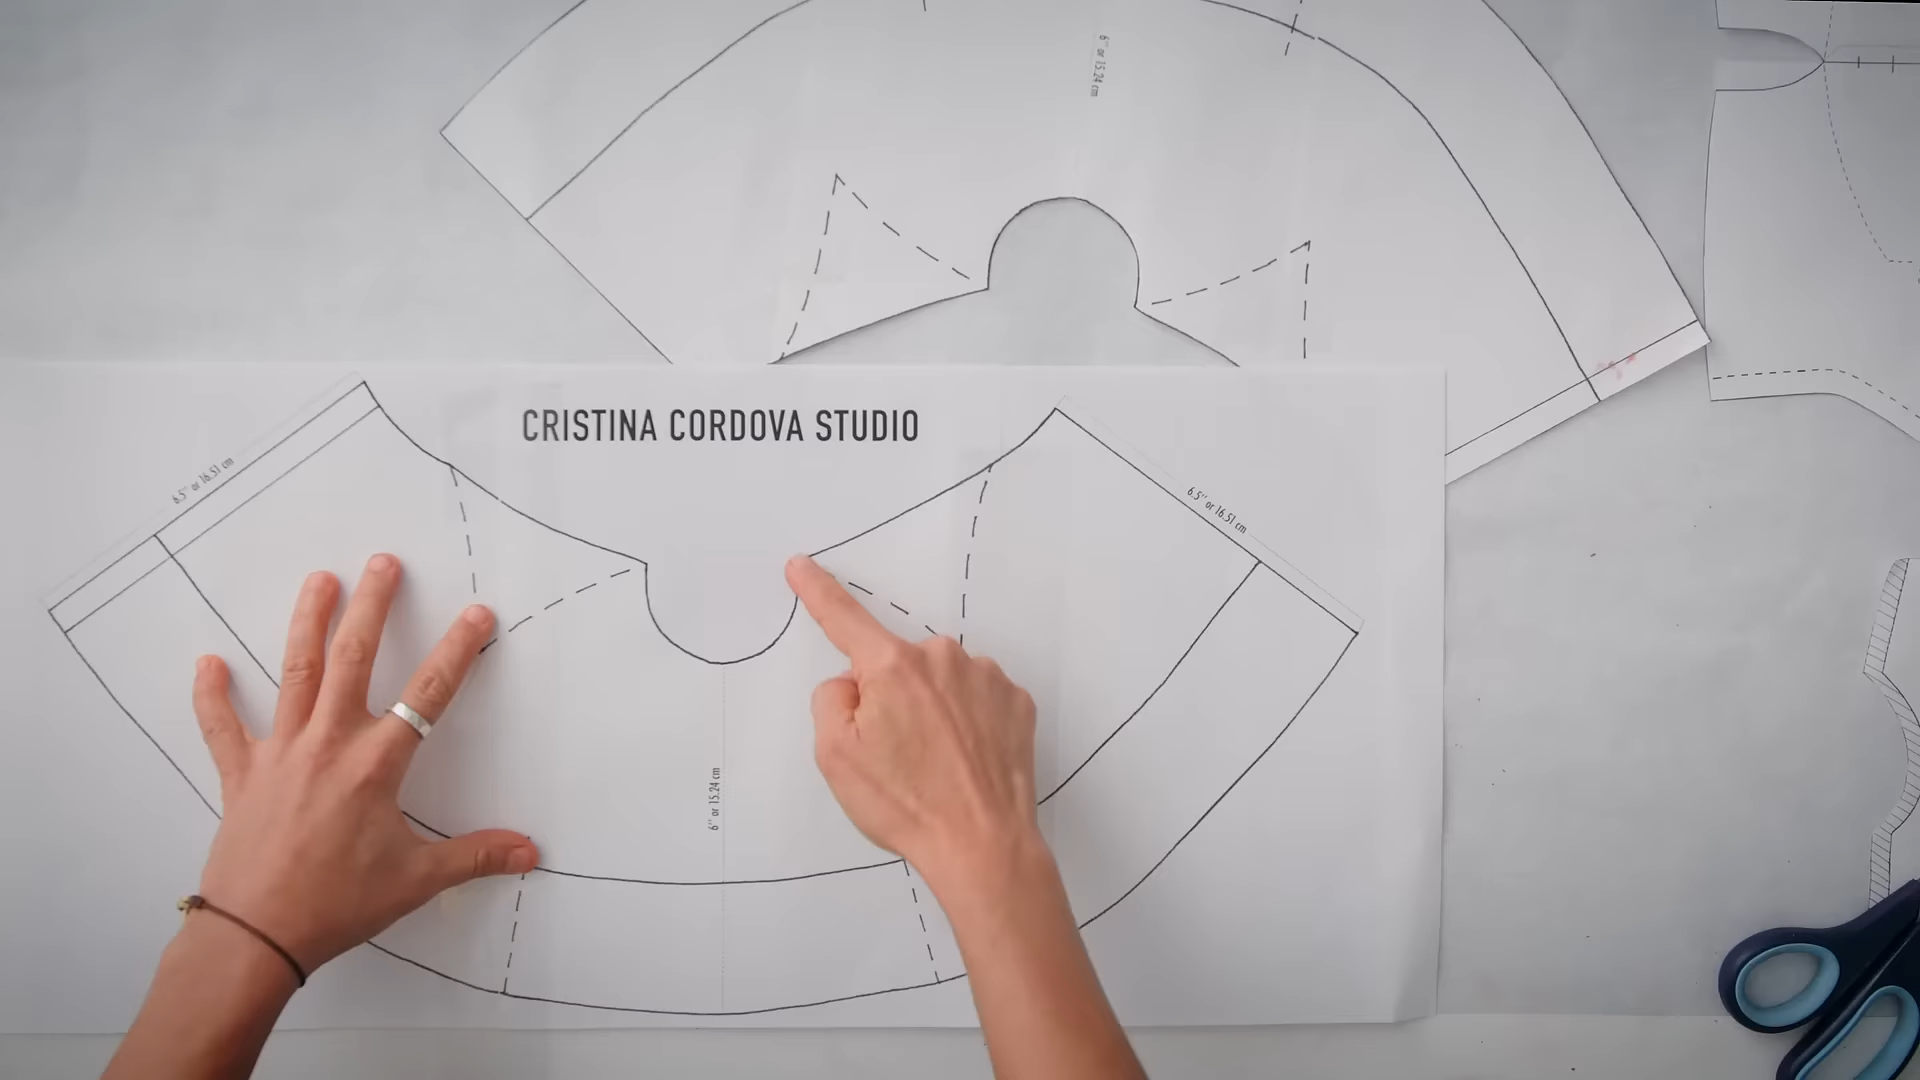 6" or 15.24 cm
CRISTINA CORDOVA STUDIO
6.5" or 16.51 cm
6.5" or 16.51 cm
6" or 15.24 cm